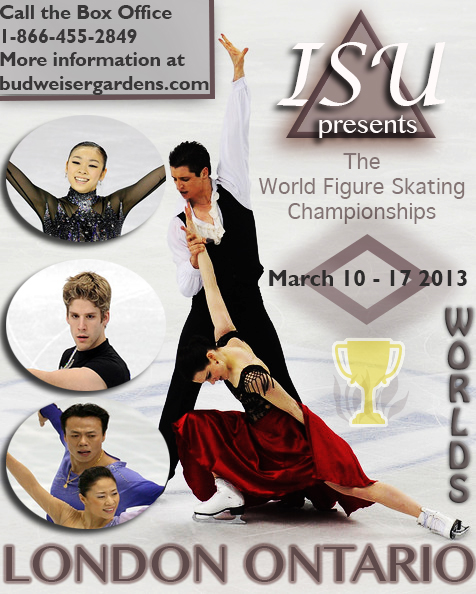 Call the Box Office
1-866-455-2849
More information at
budweisergardens.com
ISU
presents
The
World Figure Skating
Championships
March 10 - 17 2013
WORLDS
LONDON ONTARIO